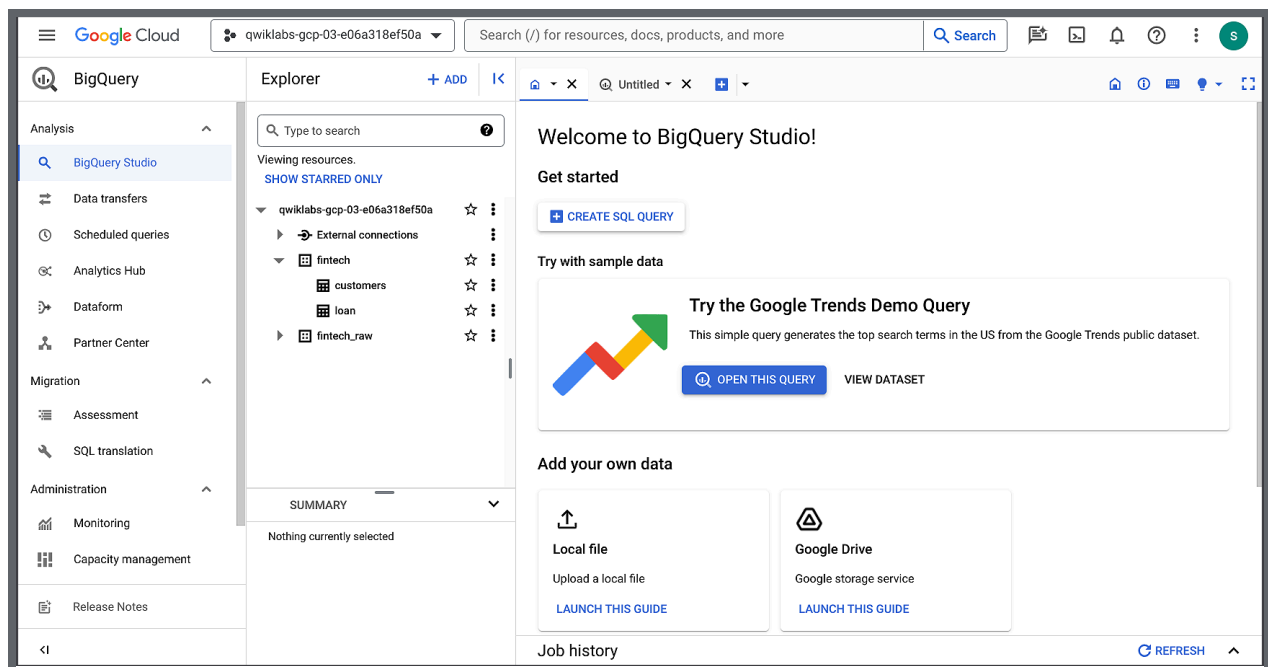 Google Cloud
qwiklabs-gcp-03-e06a318ef50a
Search (/) for resources, docs, products, and more
Search
S
BigQuery
Analysis
BigQuery Studio
Data transfers
Scheduled queries
Analytics Hub
Dataform
Partner Center
Migration
Assessment
SQL translation
Administration
Monitoring
Capacity management
Release Notes
Explorer
+ ADD
Type to search
Viewing resources.
SHOW STARRED ONLY
qwiklabs-gcp-03-e06a318ef50a
External connections
fintech
customers
loan
fintech_raw
SUMMARY
Nothing currently selected
Untitled
Welcome to BigQuery Studio!
Get started
CREATE SQL QUERY
Try with sample data
Try the Google Trends Demo Query
This simple query generates the top search terms in the US from the Google Trends public dataset.
OPEN THIS QUERY
VIEW DATASET
Add your own data
Local file
Upload a local file
LAUNCH THIS GUIDE
Google Drive
Google storage service
LAUNCH THIS GUIDE
Job history
REFRESH